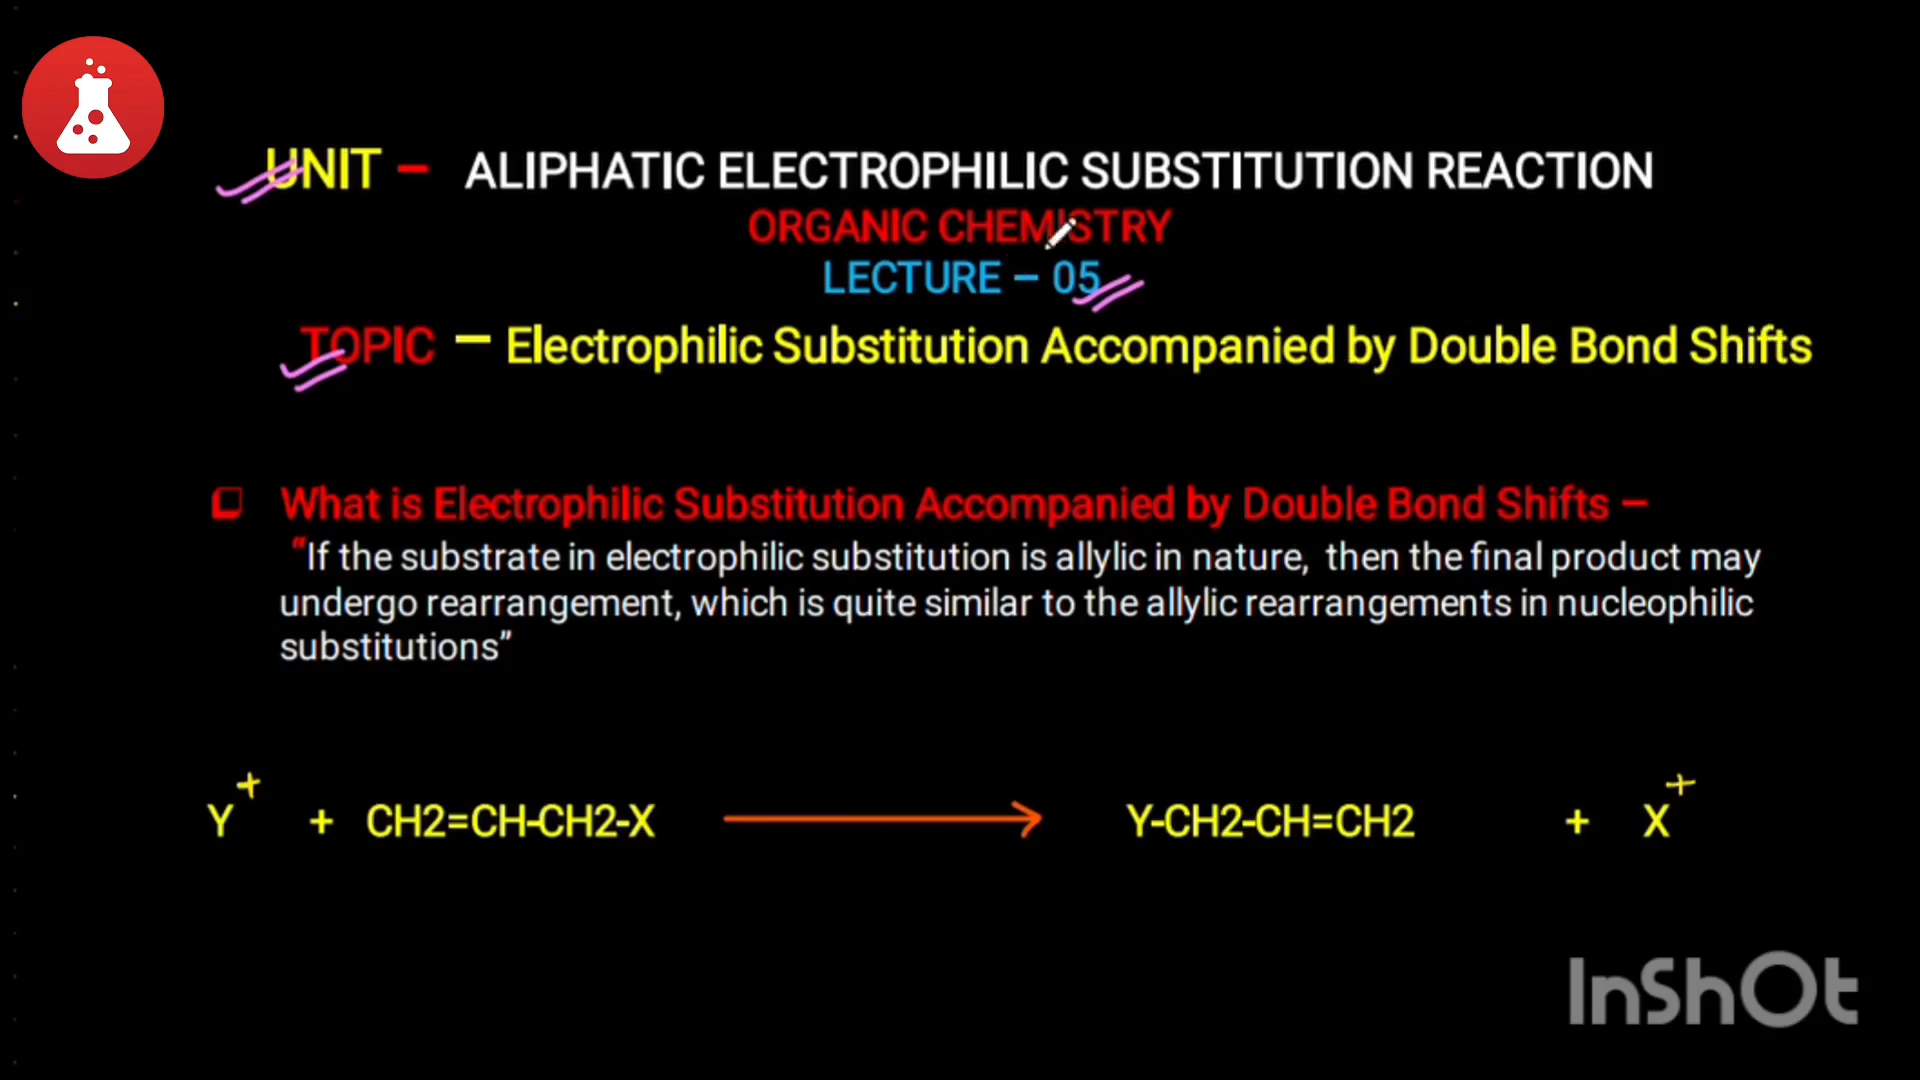 UNIT – ALIPHATIC ELECTROPHILIC SUBSTITUTION REACTION
ORGANIC CHEMISTRY
LECTURE – 05
TOPIC – Electrophilic Substitution Accompanied by Double Bond Shifts
What is Electrophilic Substitution Accompanied by Double Bond Shifts –
“If the substrate in electrophilic substitution is allylic in nature, then the final product may
undergo rearrangement, which is quite similar to the allylic rearrangements in nucleophilic
substitutions”
Y+ + CH2=CH-CH2-X → Y-CH2-CH=CH2 + X+
InShOt